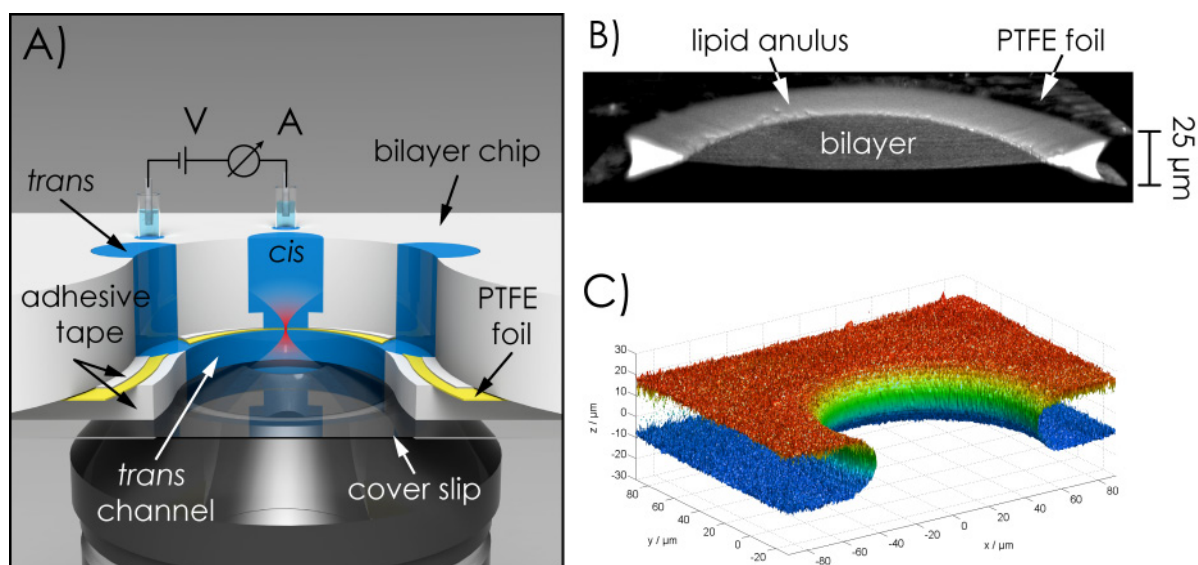 A)
V
A
trans
bilayer chip
cis
adhesive
tape
PTFE
foil
trans
channel
cover slip
B)
lipid anulus
PTFE foil
bilayer
25 µm
C)
30
20
10
0
-10
-20
-30
z / µm
80
60
40
20
0
-20
y / µm
-80
-60
-40
-20
0
20
40
60
80
x / µm